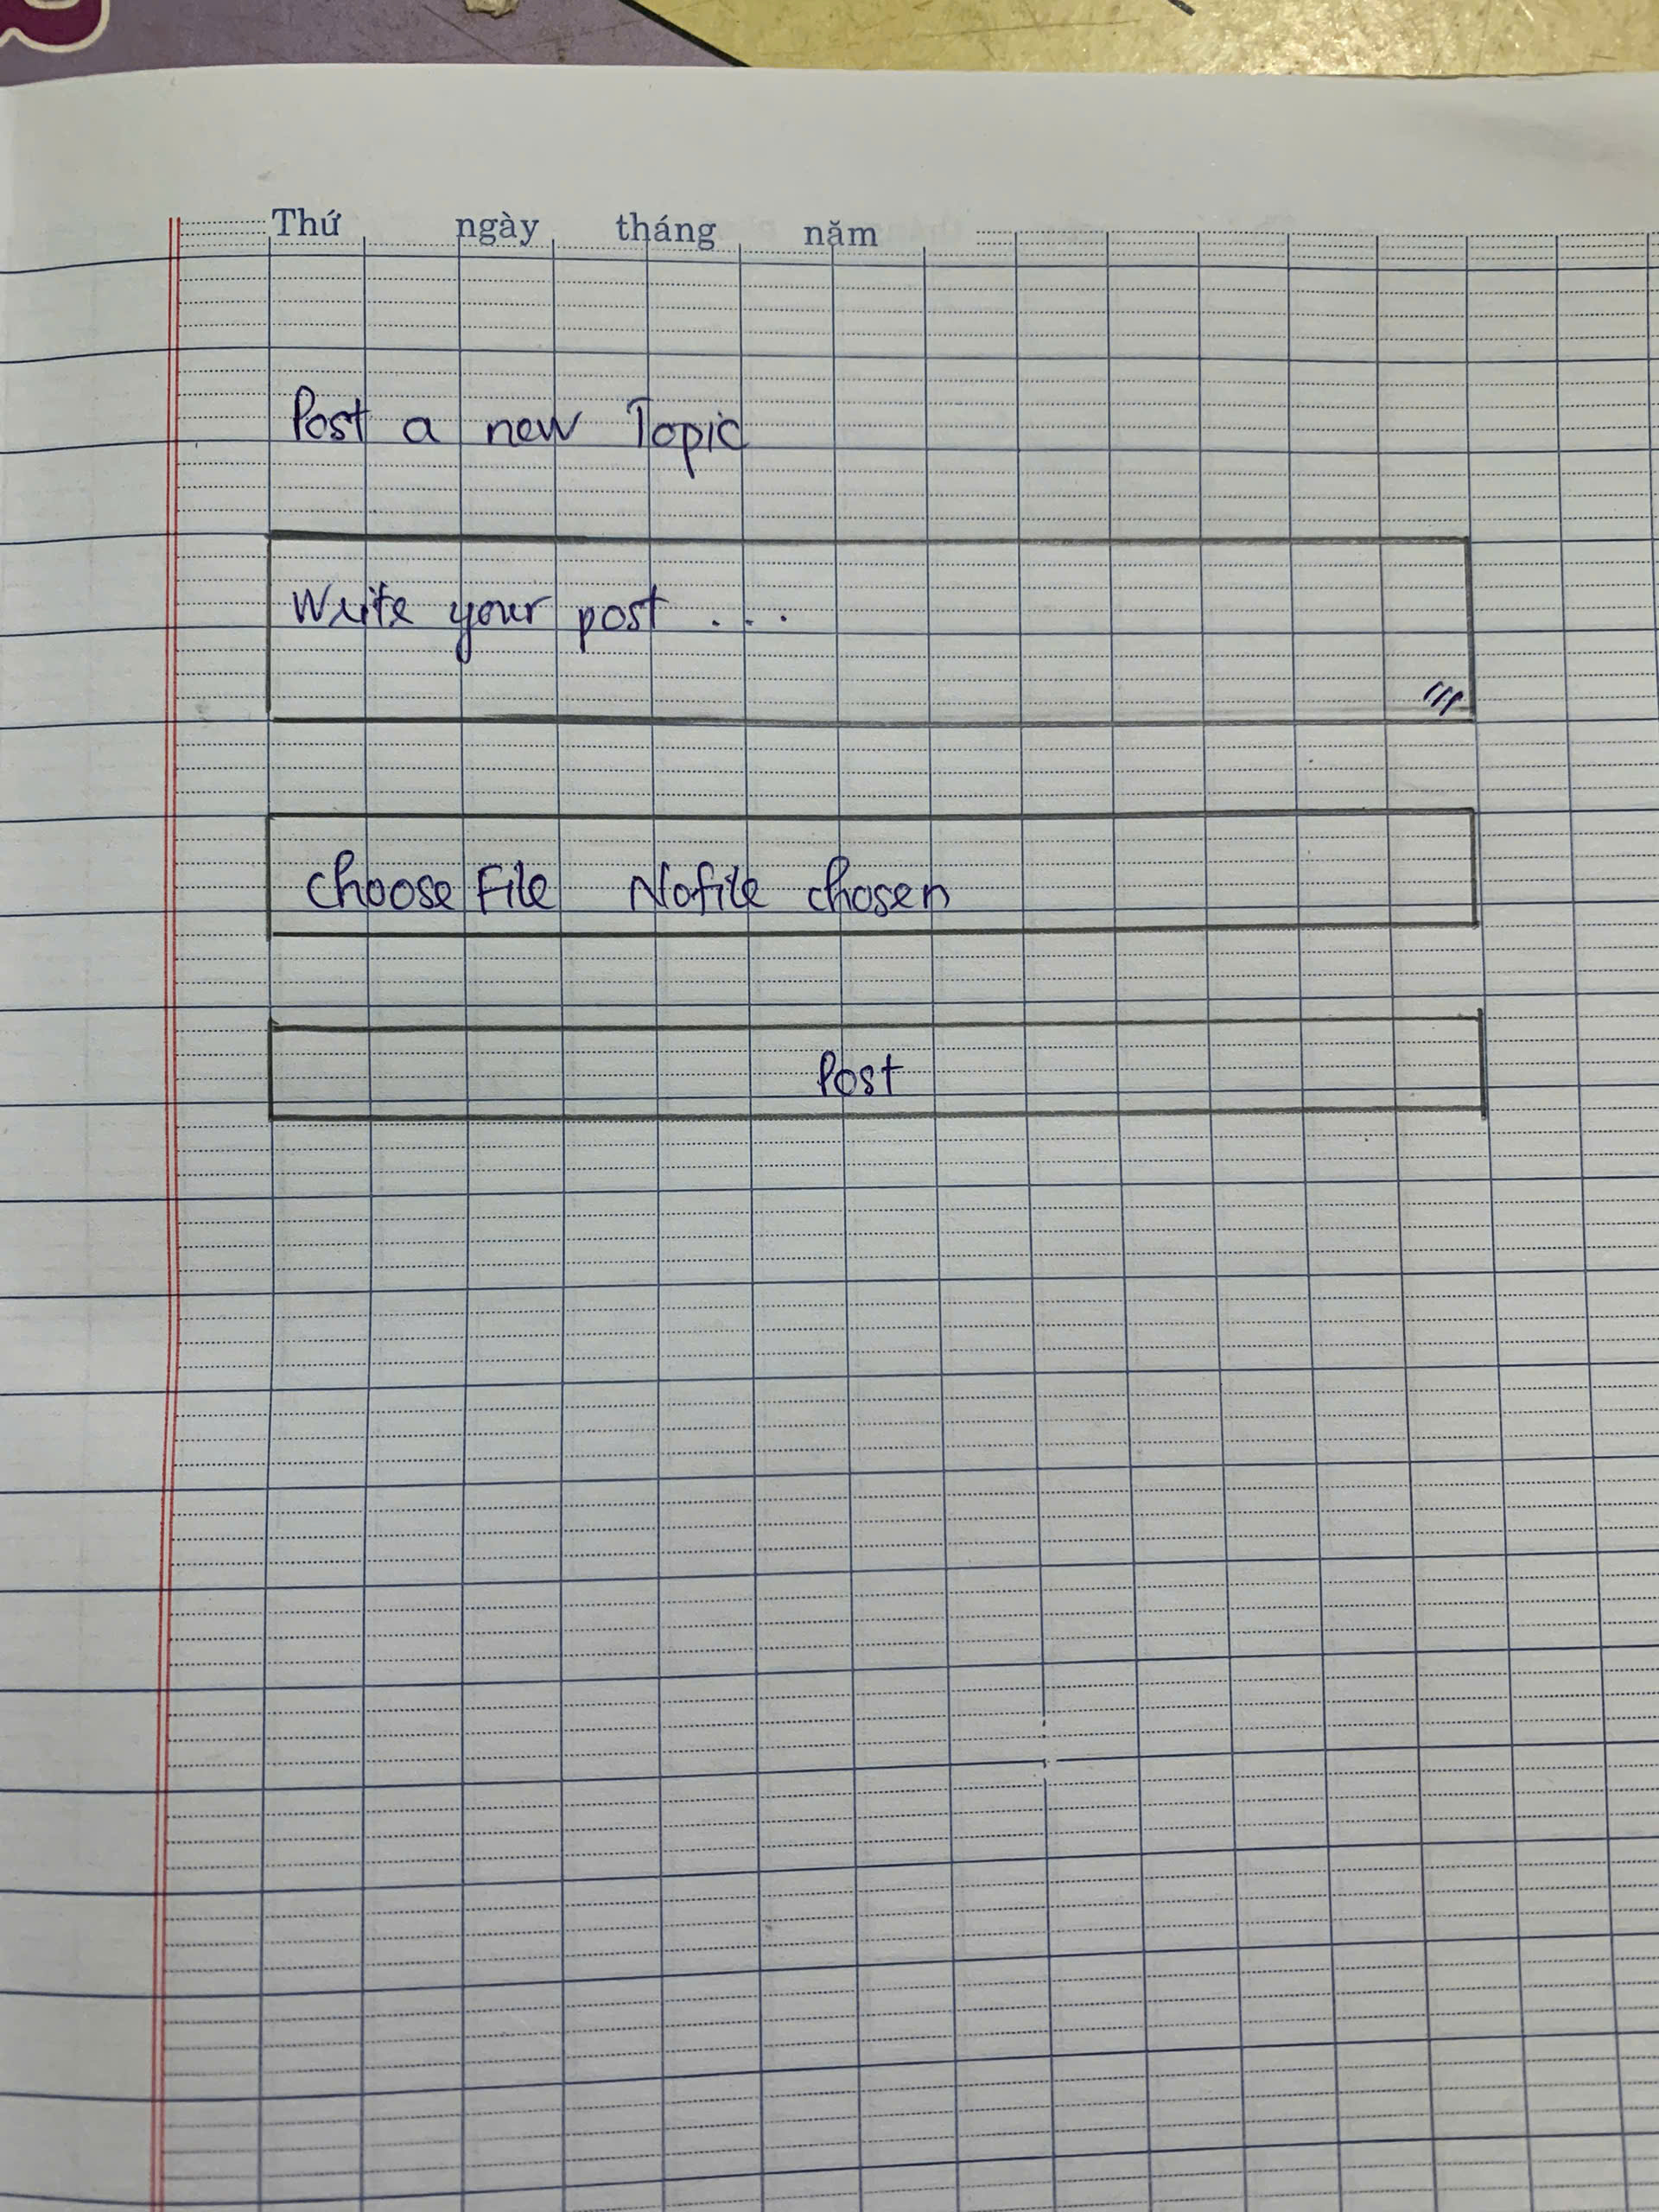 Thứ ngày tháng năm
Post a new Topic
Write your post ...
Choose File Nofile chosen
Post